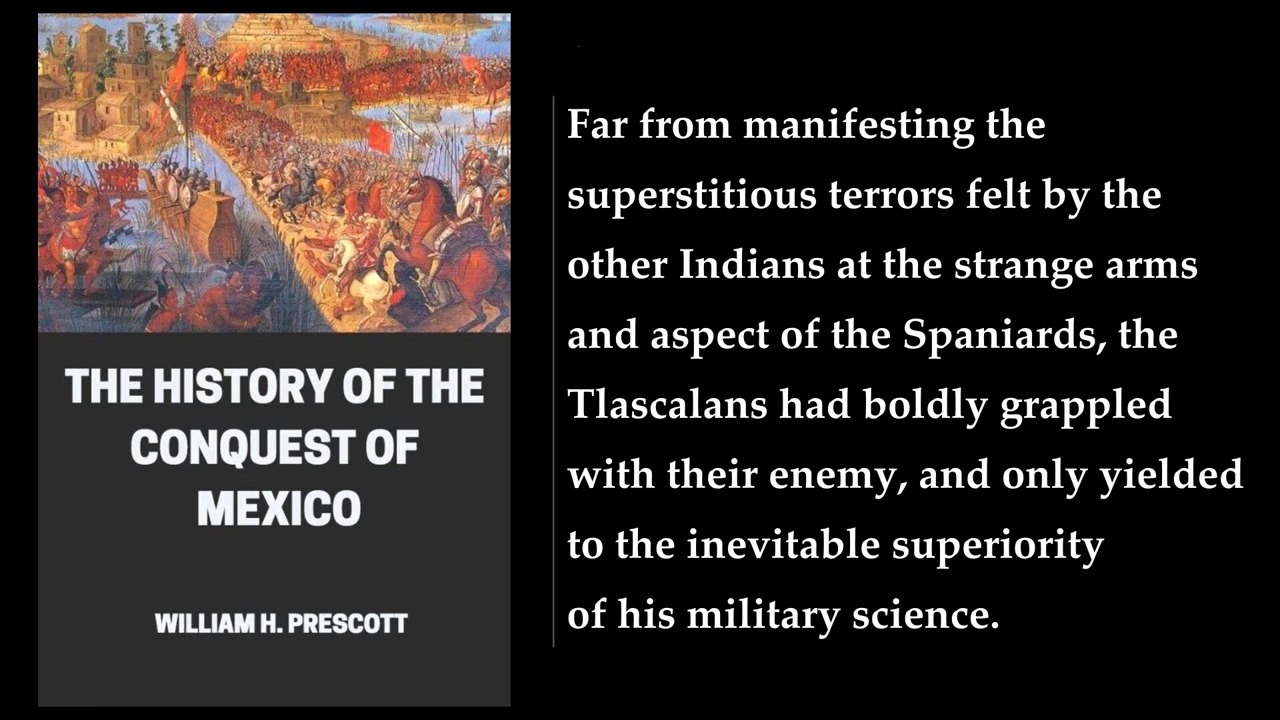 THE HISTORY OF THE
CONQUEST OF
MEXICO
WILLIAM H. PRESCOTT
Far from manifesting the
superstitious terrors felt by the
other Indians at the strange arms
and aspect of the Spaniards, the
Tlascalans had boldly grappled
with their enemy, and only yielded
to the inevitable superiority
of his military science.